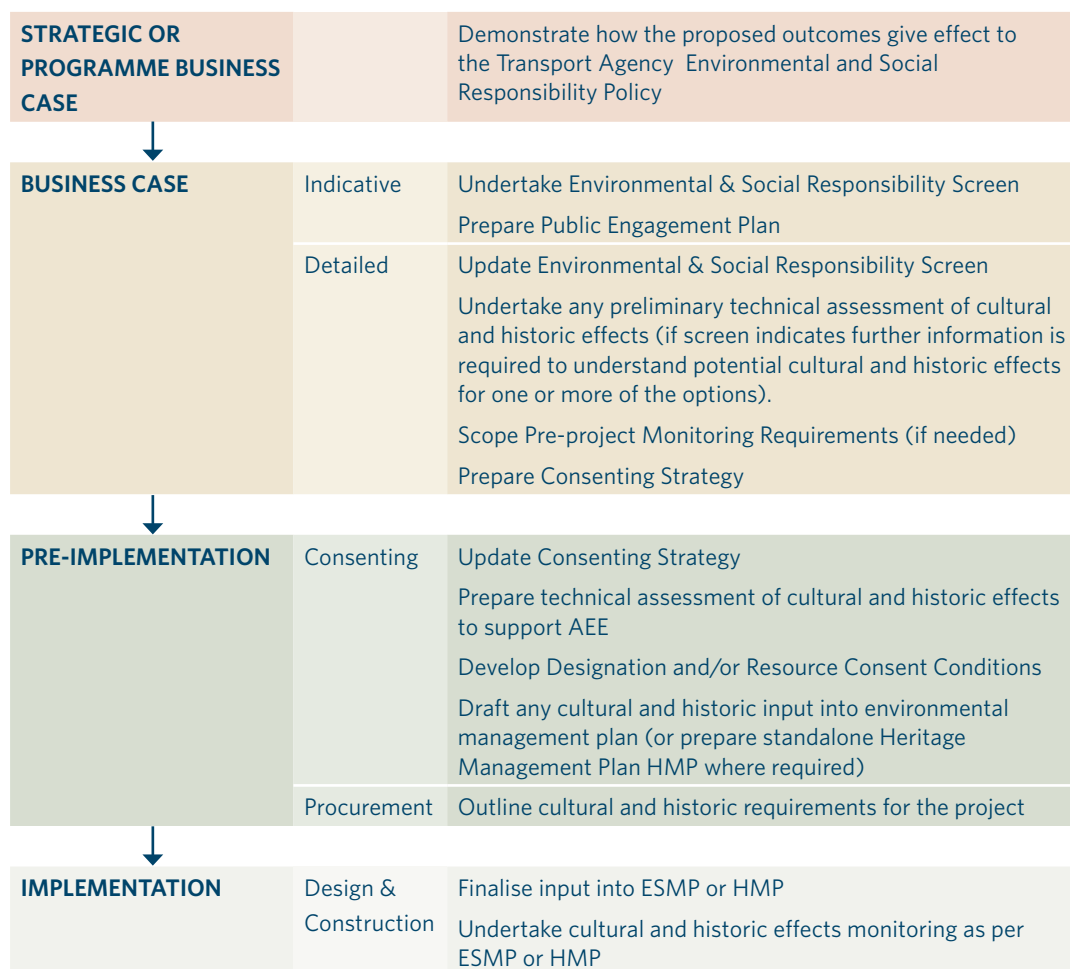 STRATEGIC OR
PROGRAMME BUSINESS
CASE
Demonstrate how the proposed outcomes give effect to
the Transport Agency Environmental and Social
Responsibility Policy
BUSINESS CASE
Indicative
Undertake Environmental & Social Responsibility Screen
Prepare Public Engagement Plan
Detailed
Update Environmental & Social Responsibility Screen
Undertake any preliminary technical assessment of cultural
and historic effects (if screen indicates further information is
required to understand potential cultural and historic effects
for one or more of the options).
Scope Pre-project Monitoring Requirements (if needed)
Prepare Consenting Strategy
PRE-IMPLEMENTATION
Consenting
Update Consenting Strategy
Prepare technical assessment of cultural and historic effects
to support AEE
Develop Designation and/or Resource Consent Conditions
Draft any cultural and historic input into environmental
management plan (or prepare standalone Heritage
Management Plan HMP where required)
Procurement
Outline cultural and historic requirements for the project
IMPLEMENTATION
Design &
Construction
Finalise input into ESMP or HMP
Undertake cultural and historic effects monitoring as per
ESMP or HMP